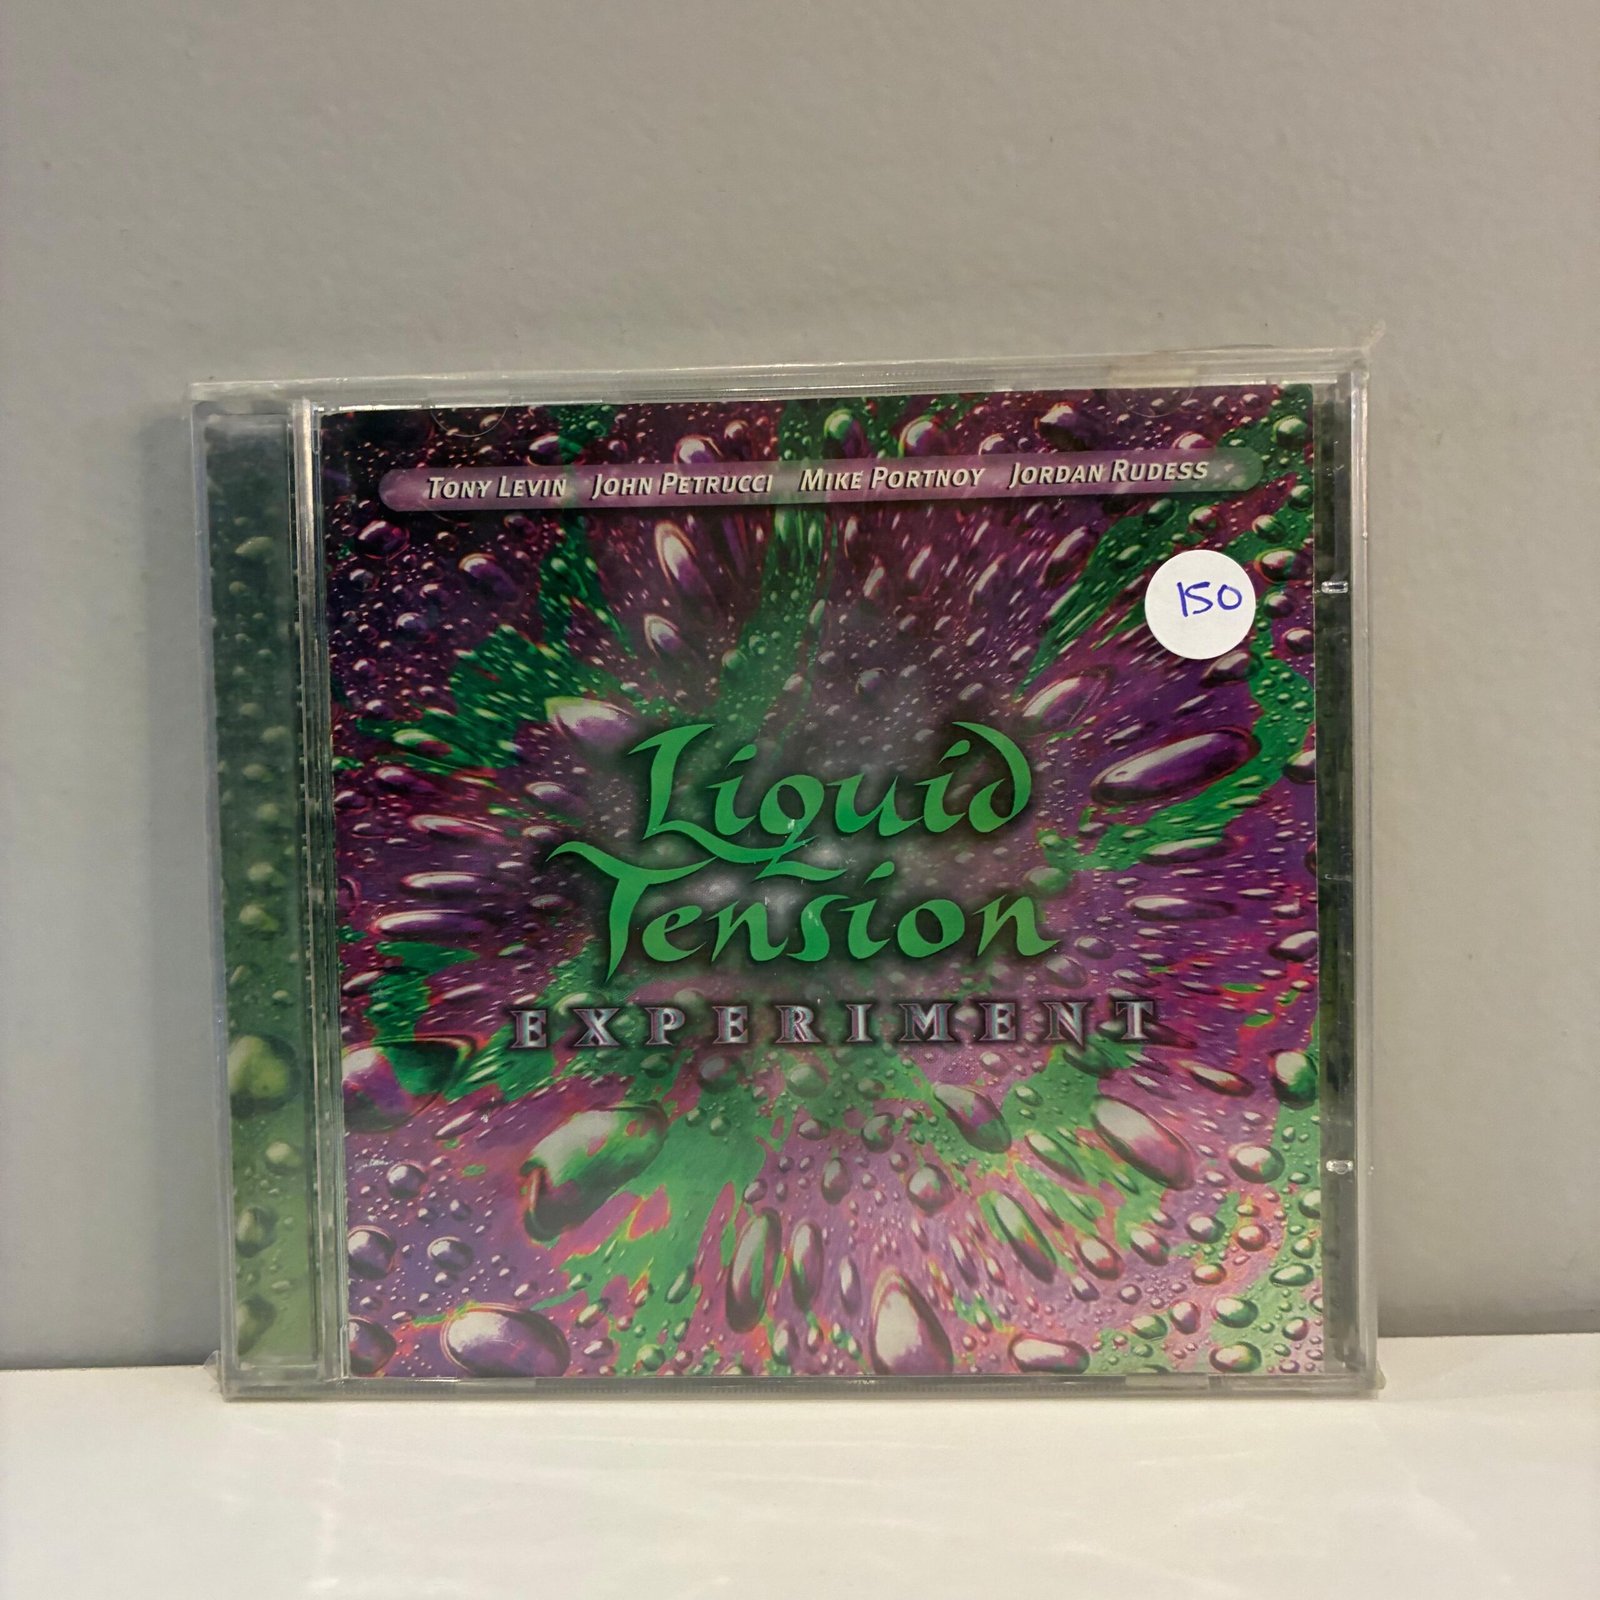 TONY LEVIN JOHN PETRUCCI MIKE PORTNOY JORDAN RUDESS
150
Liquid
Tension
EXPERIMENT